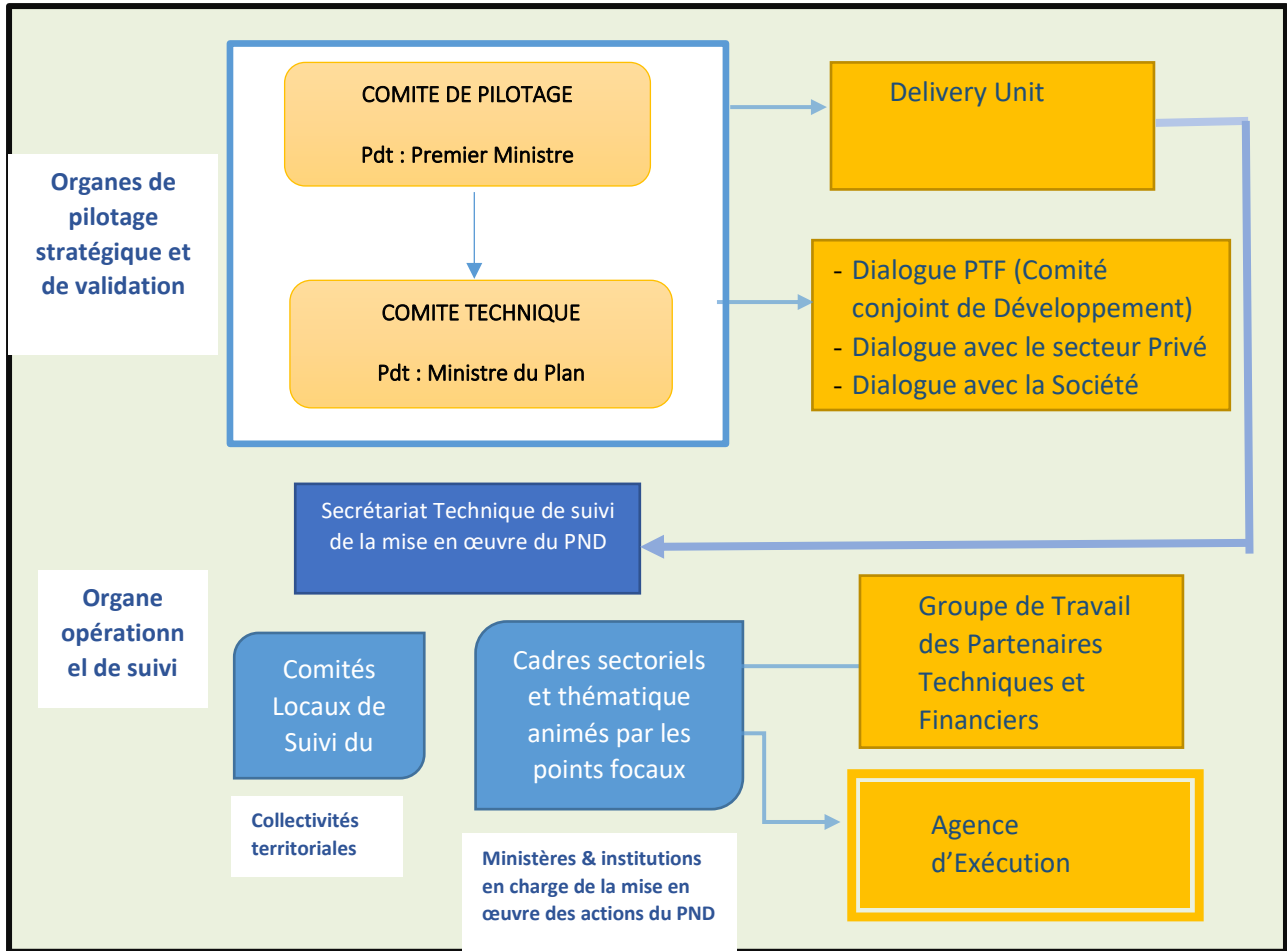 COMITE DE PILOTAGE
Pdt : Premier Ministre
Delivery Unit
Organes de
pilotage
stratégique et
de validation
COMITE TECHNIQUE
Pdt : Ministre du Plan
- Dialogue PTF (Comité
conjoint de Développement)
- Dialogue avec le secteur Privé
- Dialogue avec la Société
Secrétariat Technique de suivi
de la mise en œuvre du PND
Organe
opérationn
el de suivi
Comités
Locaux de
Suivi du
Cadres sectoriels
et thématique
animés par les
points focaux
Groupe de Travail
des Partenaires
Techniques et
Financiers
Collectivités
territoriales
Ministères & institutions
en charge de la mise en
œuvre des actions du PND
Agence
d’Exécution